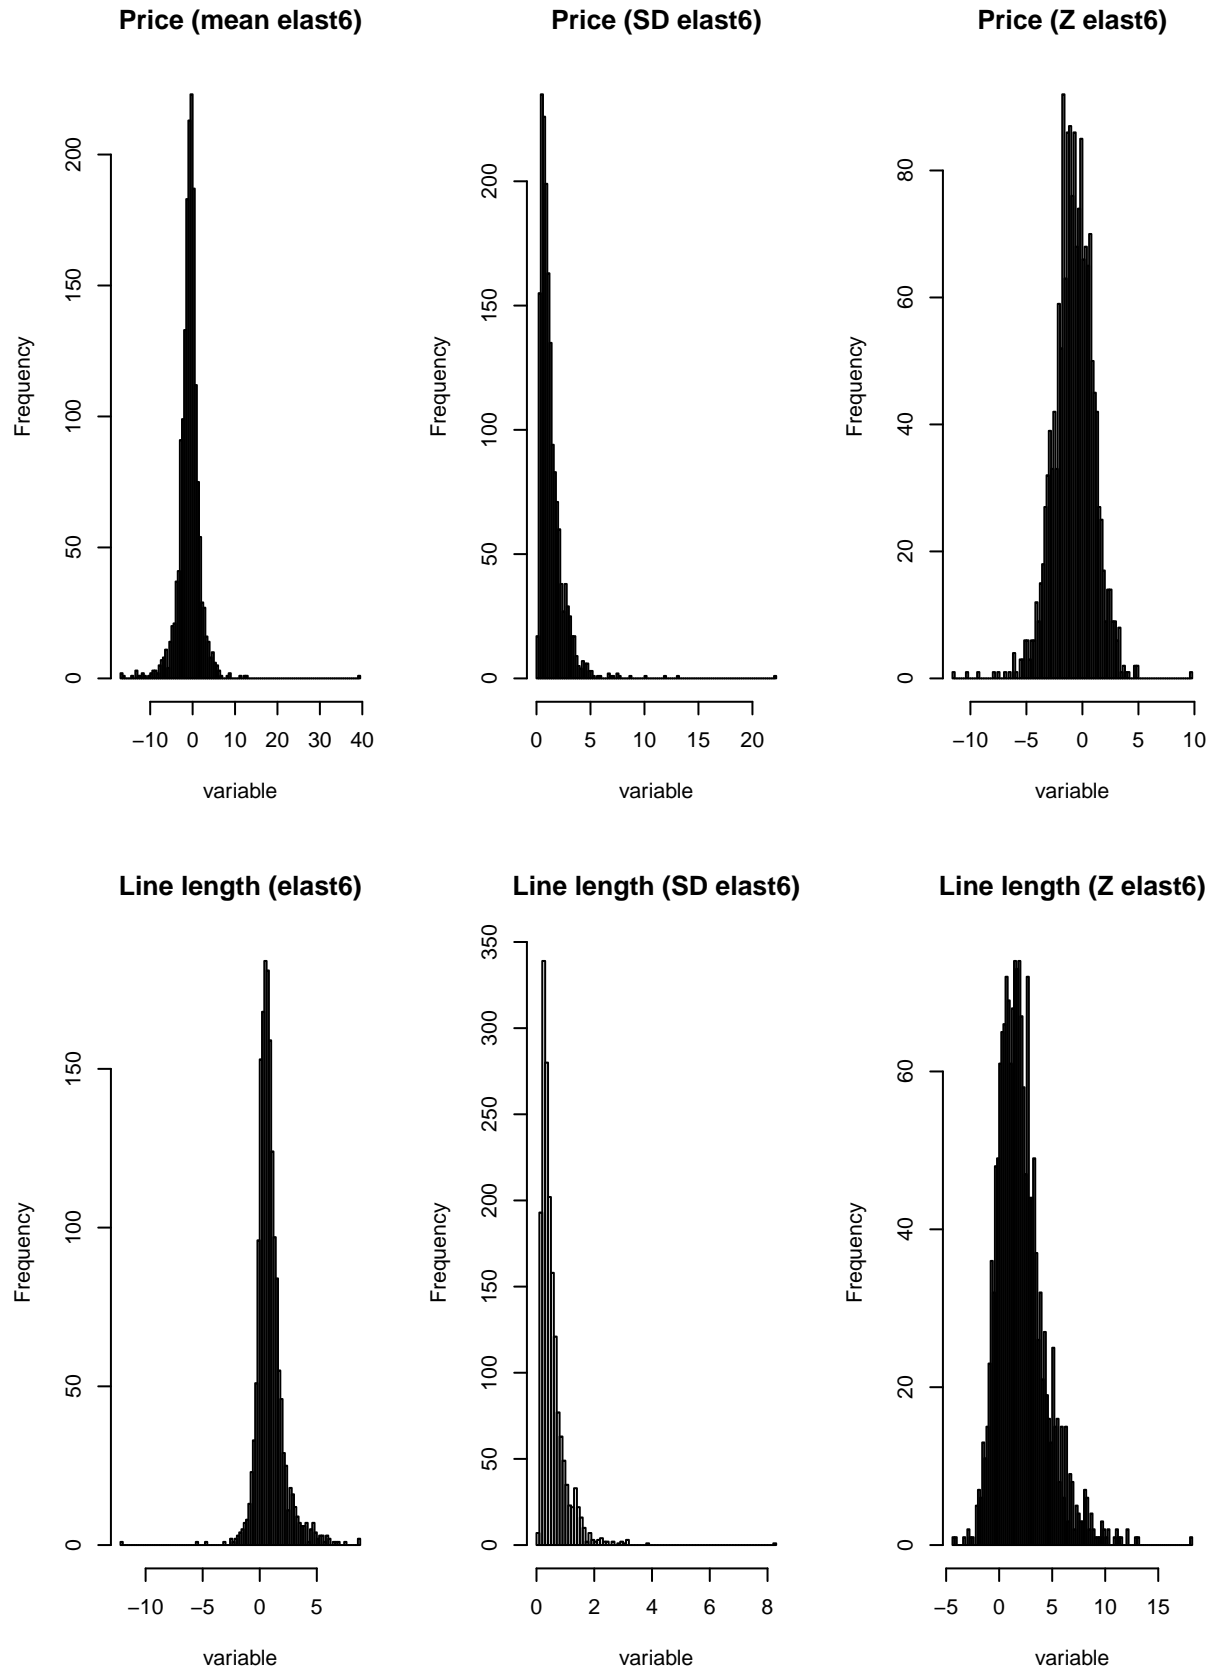 Price (mean elast6)
Frequency
200
150
100
50
0
−10 0 10 20 30 40
variable
Price (SD elast6)
Frequency
200
150
100
50
0
0 5 10 15 20
variable
Price (Z elast6)
Frequency
80
60
40
20
0
−10 −5 0 5 10
variable
Line length (elast6)
Frequency
150
100
50
0
−10 −5 0 5
variable
Line length (SD elast6)
Frequency
350
300
250
200
150
100
50
0
0 2 4 6 8
variable
Line length (Z elast6)
Frequency
60
40
20
0
−5 0 5 10 15
variable